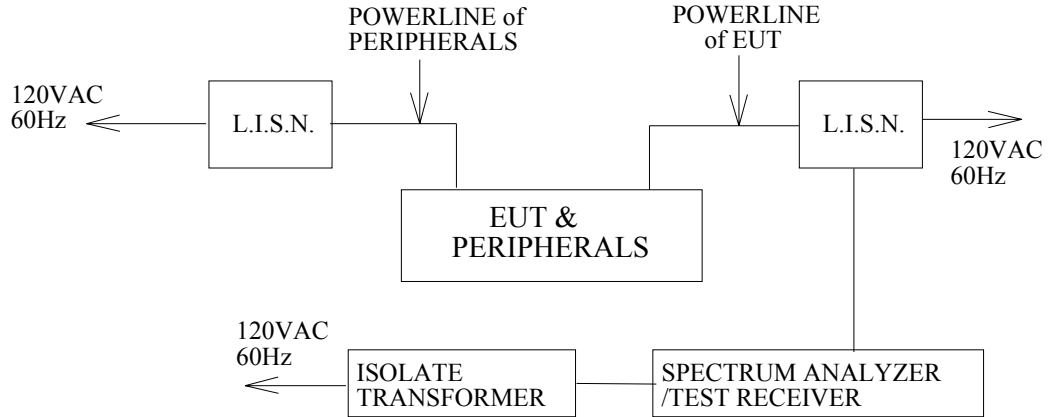 POWERLINE of
PERIPHERALS
POWERLINE
of EUT
120VAC
60Hz
L.I.S.N.
L.I.S.N.
120VAC
60Hz
EUT &
PERIPHERALS
120VAC
60Hz
ISOLATE
TRANSFORMER
SPECTRUM ANALYZER
/TEST RECEIVER